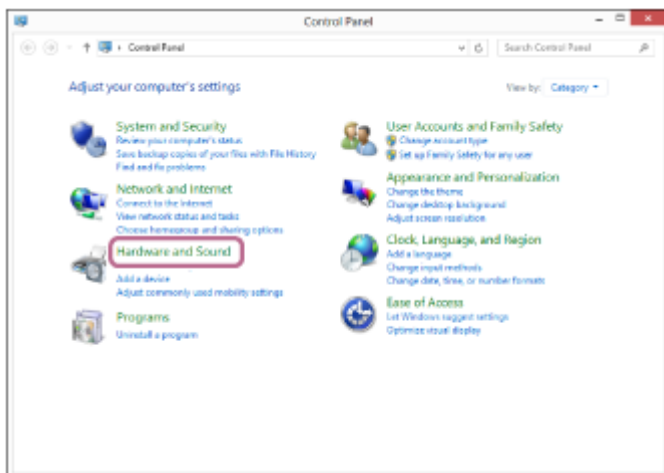 Control Panel
Control Panel
Search Control Panel
Adjust your computer's settings
View by: Category
System and Security
Review your computer's status
Save backup copies of your files with File History
Find and fix problems
Network and Internet
Connect to the Internet
View network status and tasks
Choose homegroup and sharing options
Hardware and Sound
Add a device
Adjust commonly used mobility settings
Programs
Uninstall a program
User Accounts and Family Safety
Change account type
Set up Family Safety for any user
Appearance and Personalization
Change the theme
Change desktop background
Adjust screen resolution
Clock, Language, and Region
Add a language
Change input methods
Change date, time, or number formats
Ease of Access
Let Windows suggest settings
Optimize visual display